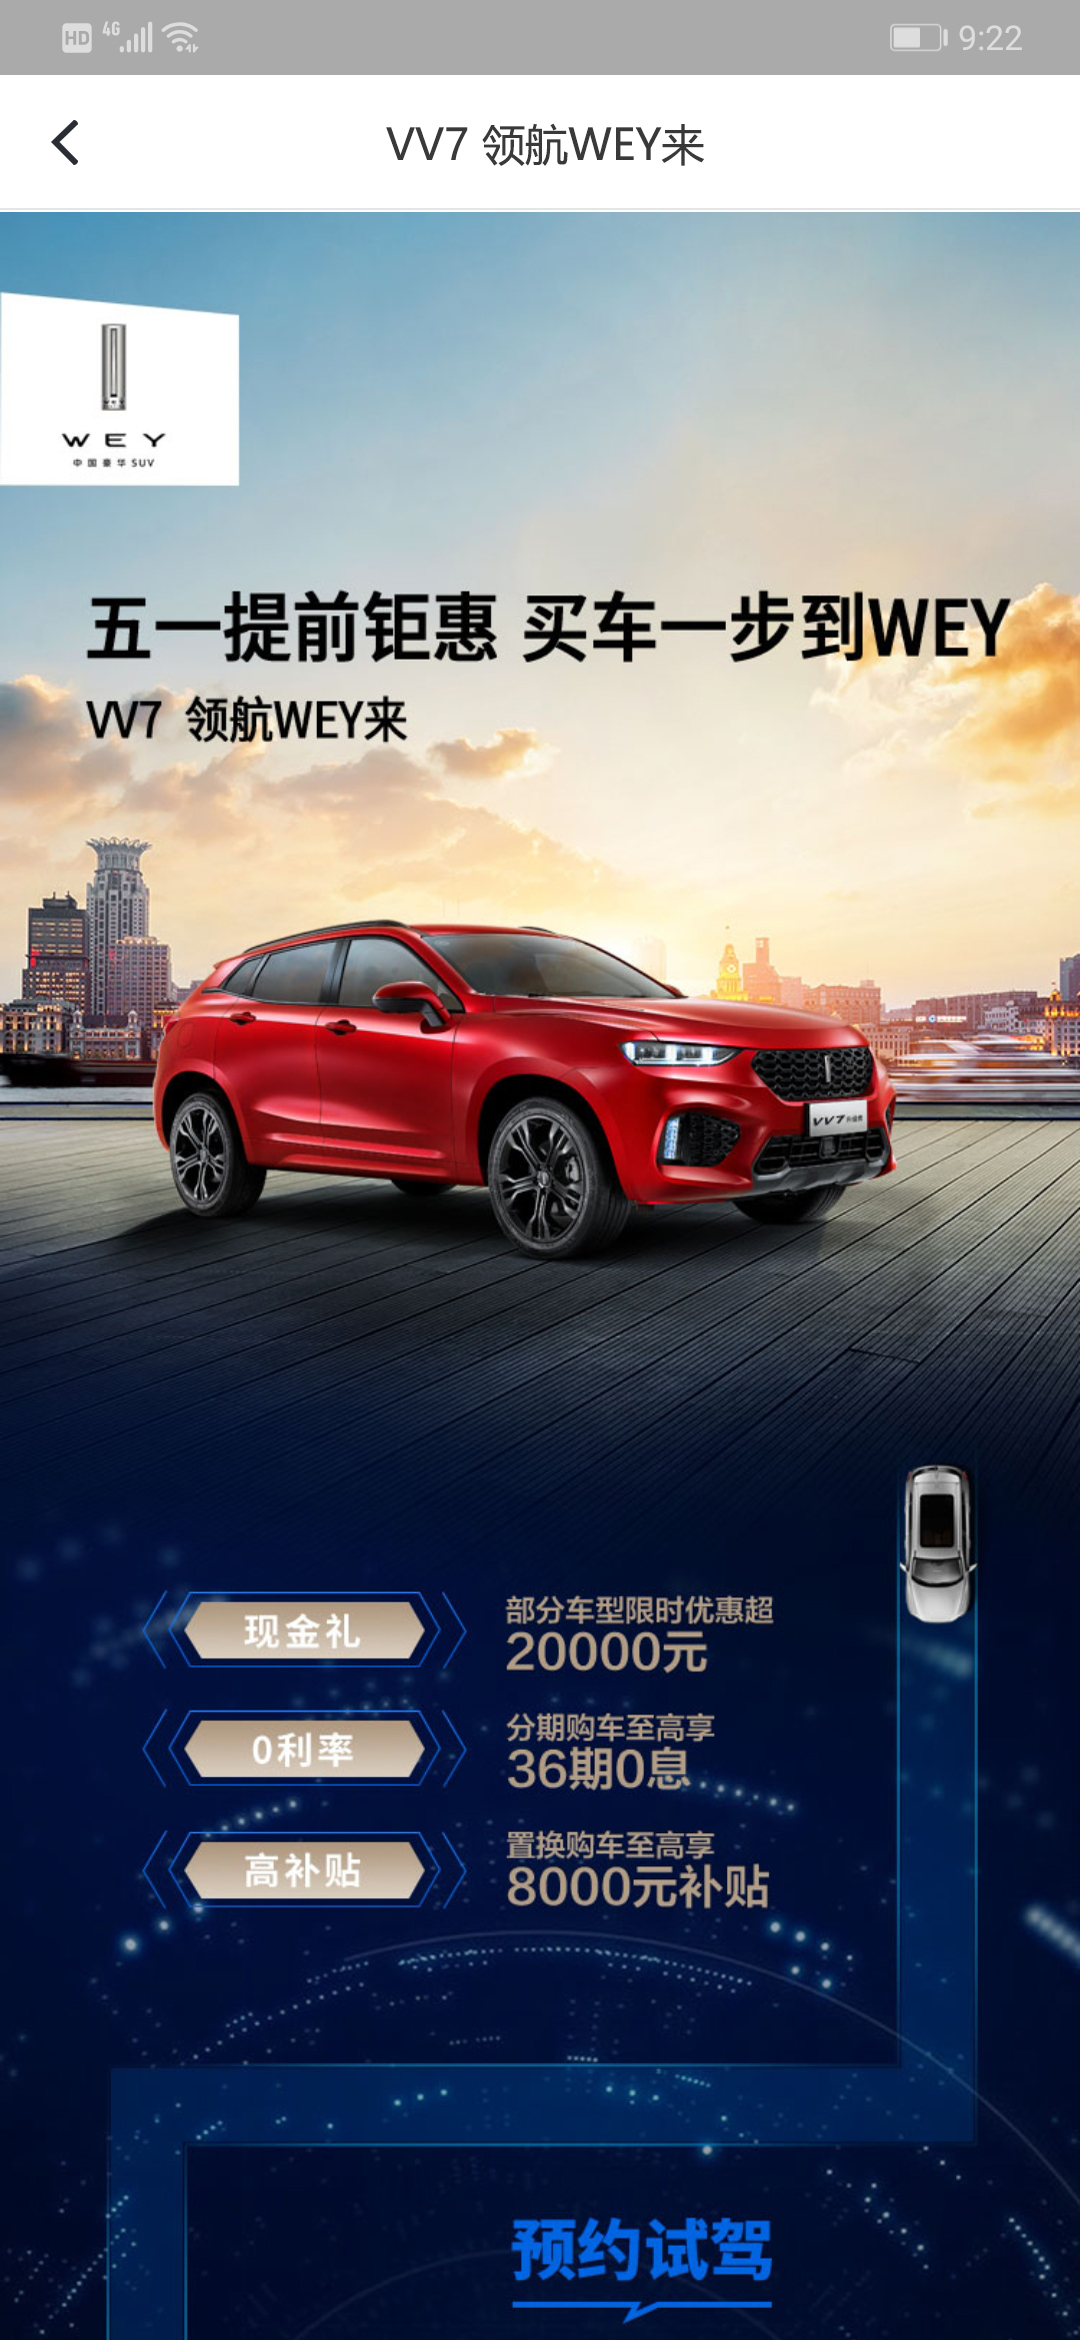 HD 4G 9:22
VV7 领航WEY来
WEY
中国豪华SUV
五一提前钜惠 买车一步到WEY
VV7 领航WEY来
VV7
现金礼
部分车型限时优惠超
20000元
0利率
分期购车至高享
36期0息
高补贴
置换购车至高享
8000元补贴
预约试驾